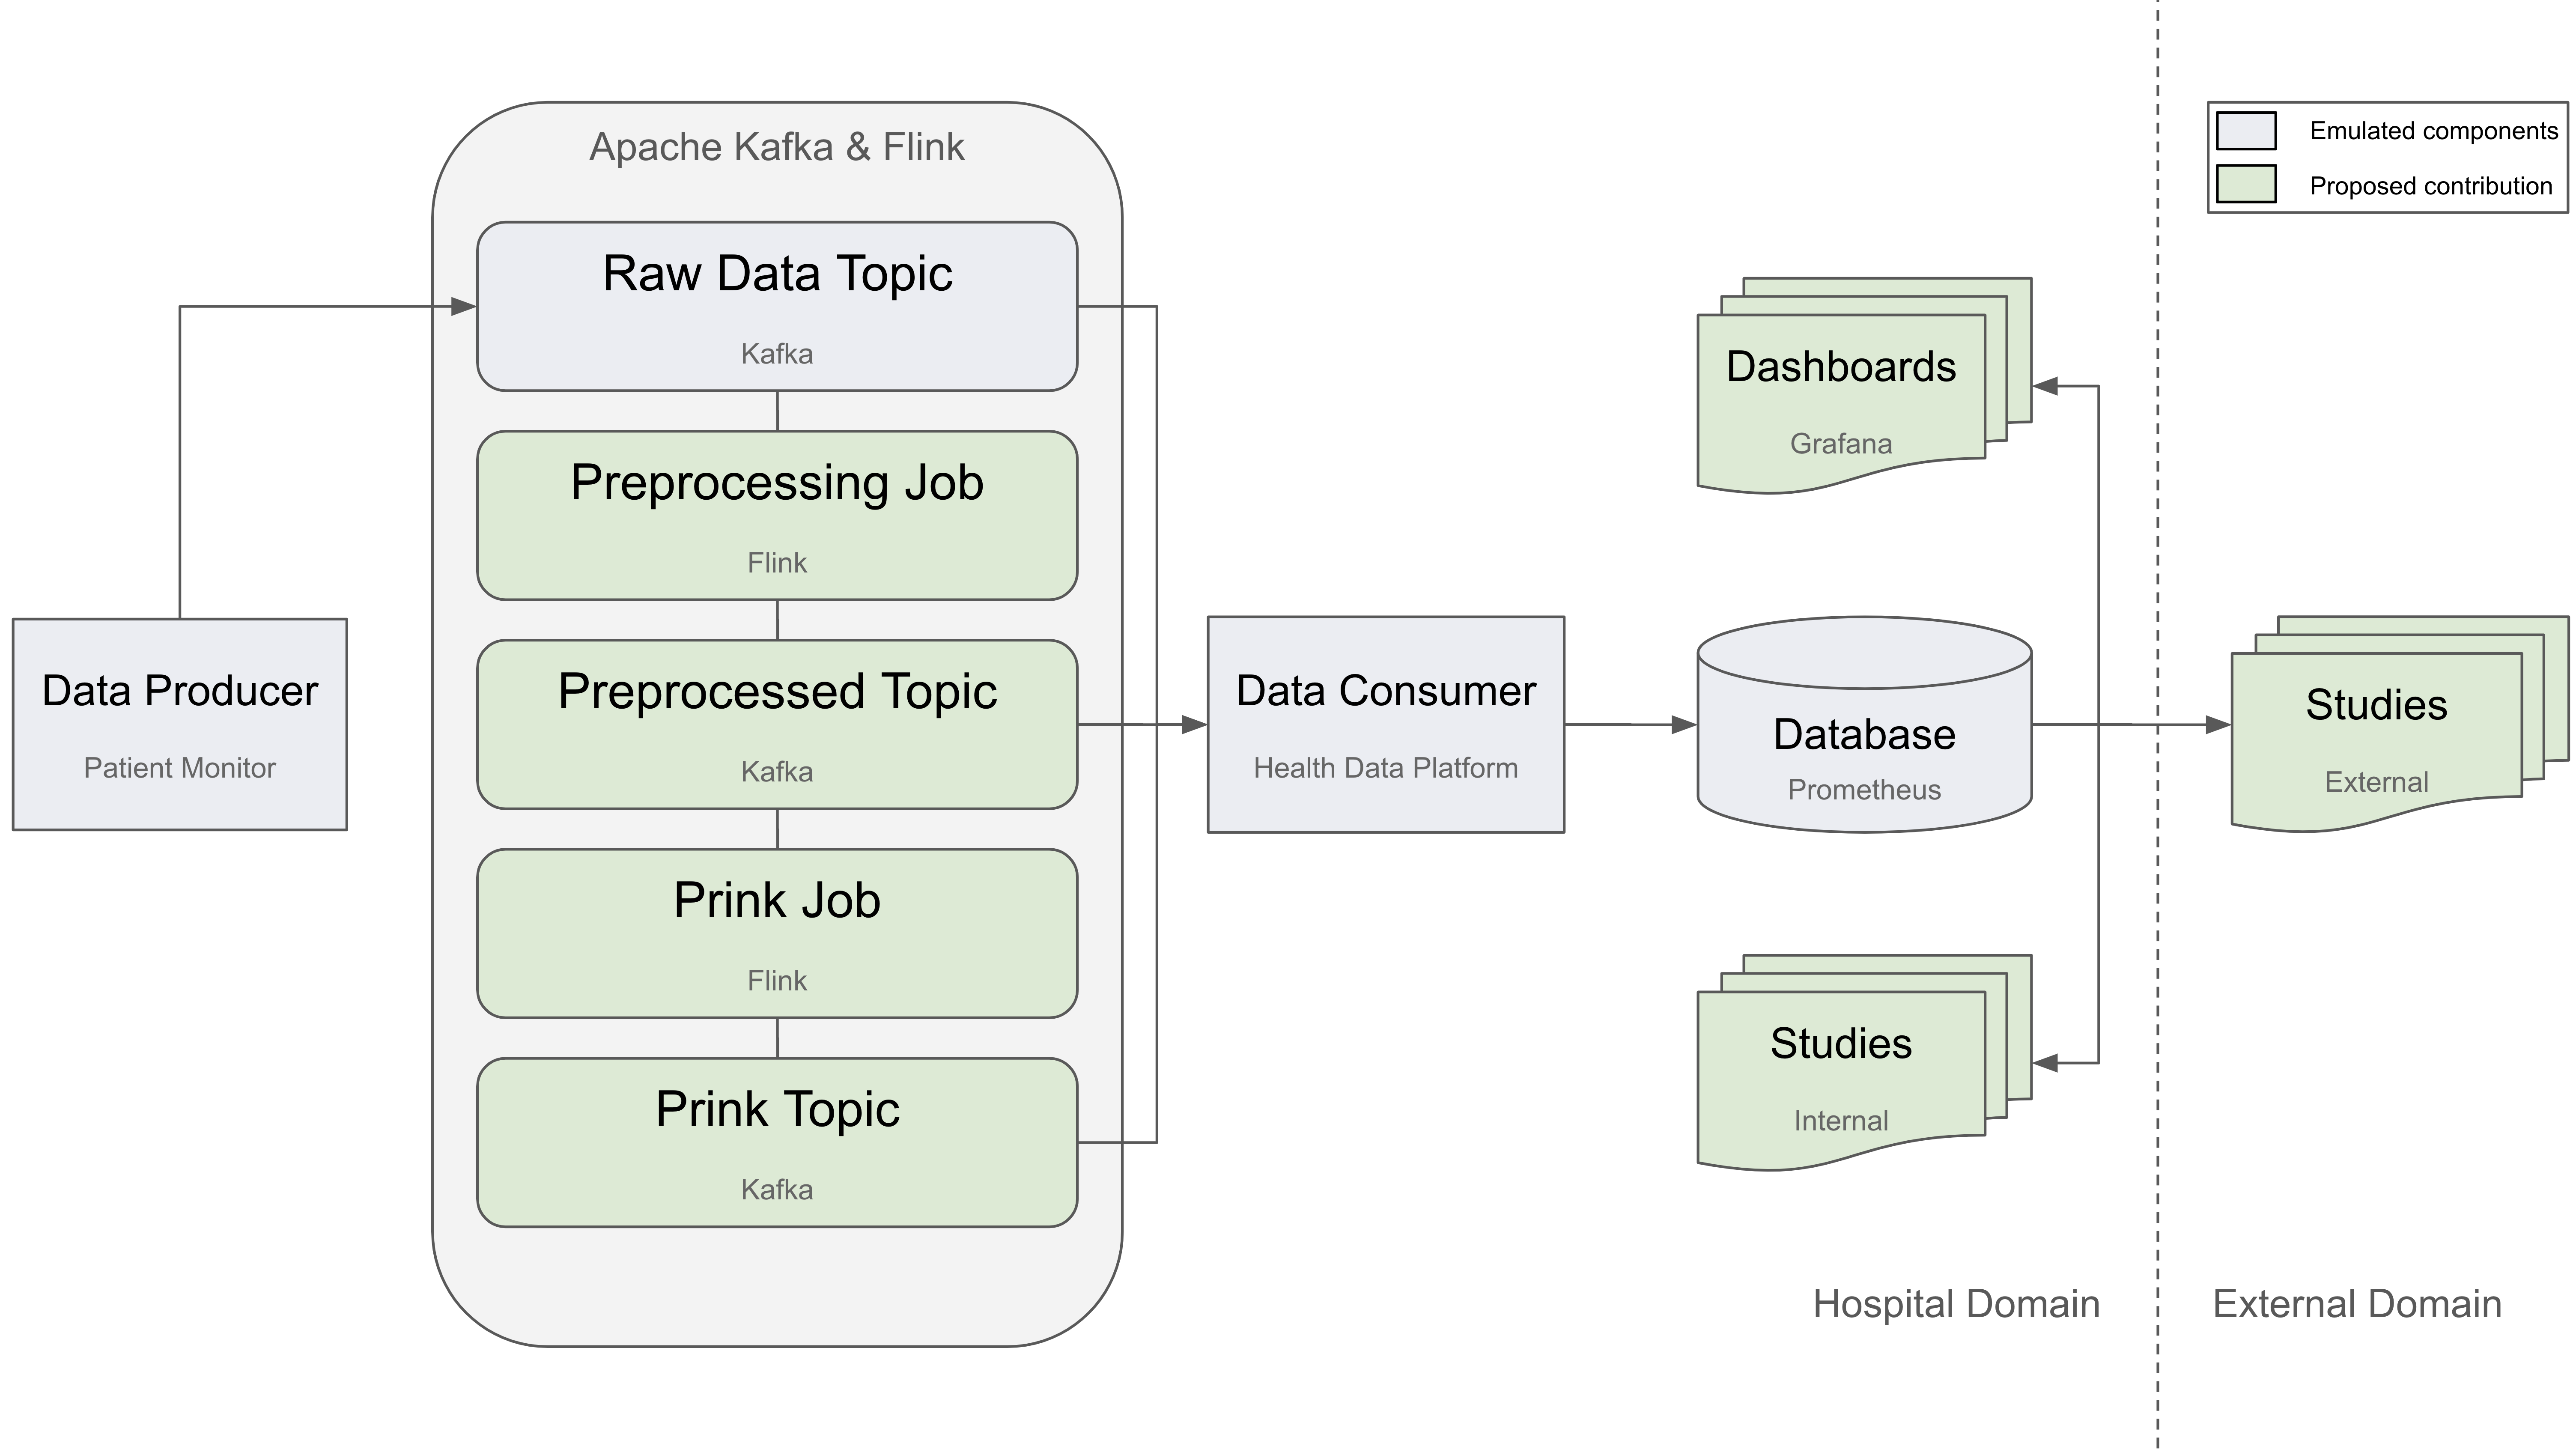 Apache Kafka & Flink
Raw Data Topic
Kafka
Preprocessing Job
Flink
Preprocessed Topic
Kafka
Prink Job
Flink
Prink Topic
Kafka
Data Producer
Patient Monitor
Data Consumer
Health Data Platform
Dashboards
Grafana
Database
Prometheus
Studies
Internal
Hospital Domain
Emulated components
Proposed contribution
Studies
External
External Domain